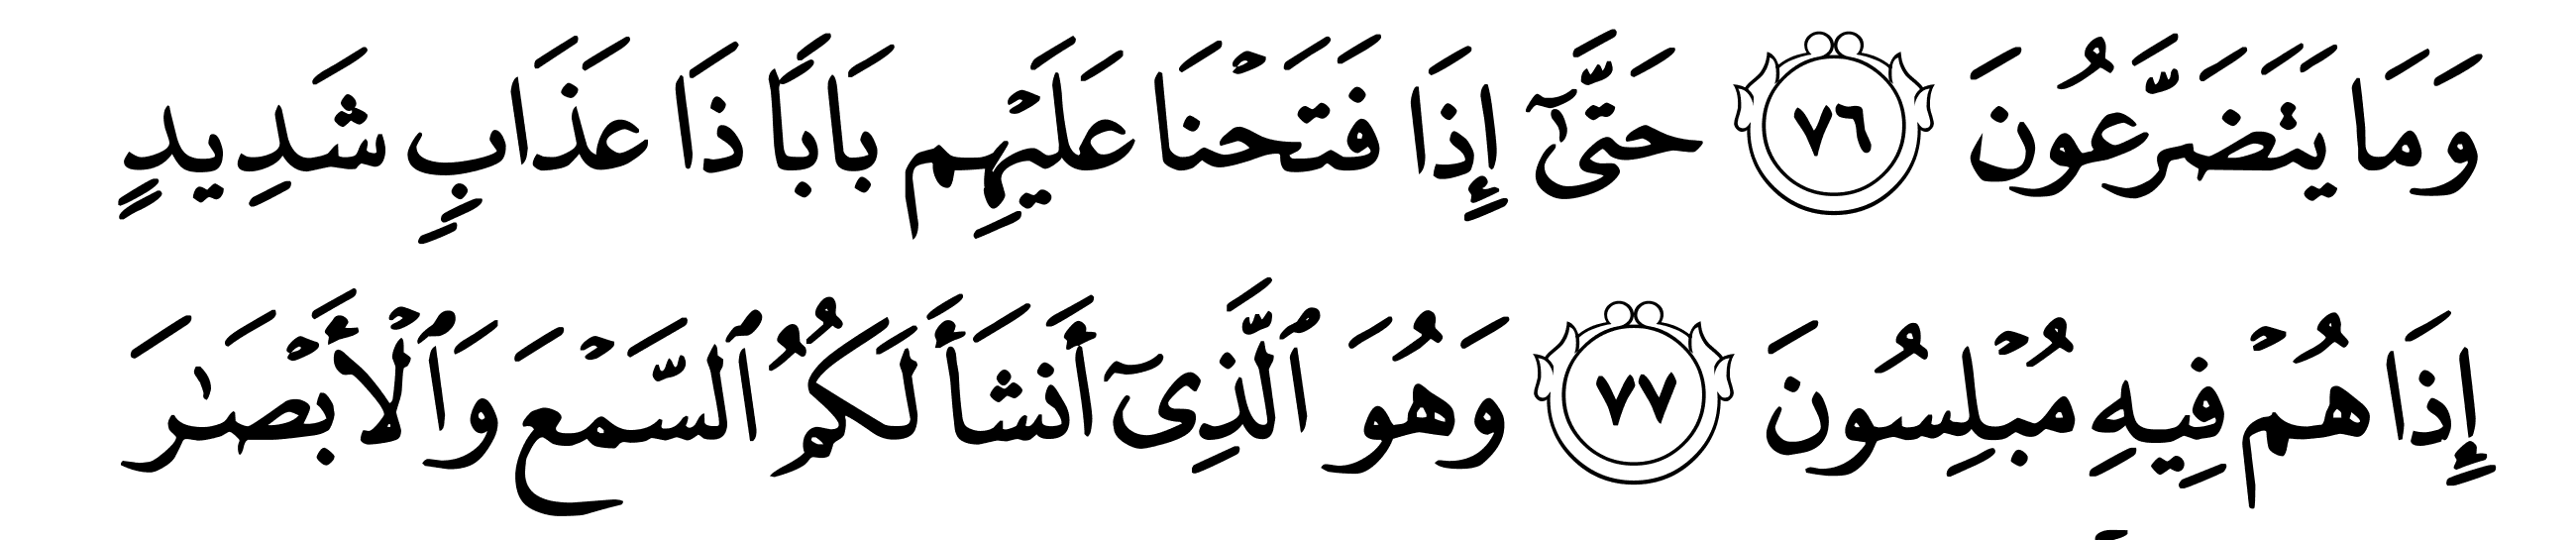 وَمَا يَتَضَرَّعُونَ ٧٦ حَتَّىٰٓ إِذَا فَتَحۡنَا عَلَيۡهِم بَابࣰا ذَا عَذَابࣲ شَدِيدٍ
إِذَا هُمۡ فِيهِ مُبۡلِسُونَ ٧٧ وَهُوَ ٱلَّذِىٓ أَنشَأَ لَكُمُ ٱلسَّمۡعَ وَٱلۡأَبۡصَٰرَ